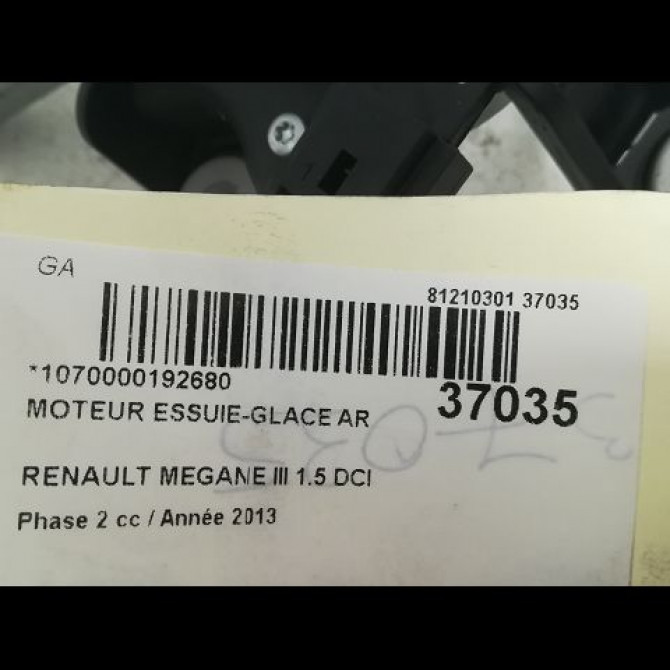 GA
81210301 37035
*1070000192680
37035
MOTEUR ESSUIE-GLACE AR
RENAULT MEGANE III 1.5 DCI
Phase 2 cc / Année 2013